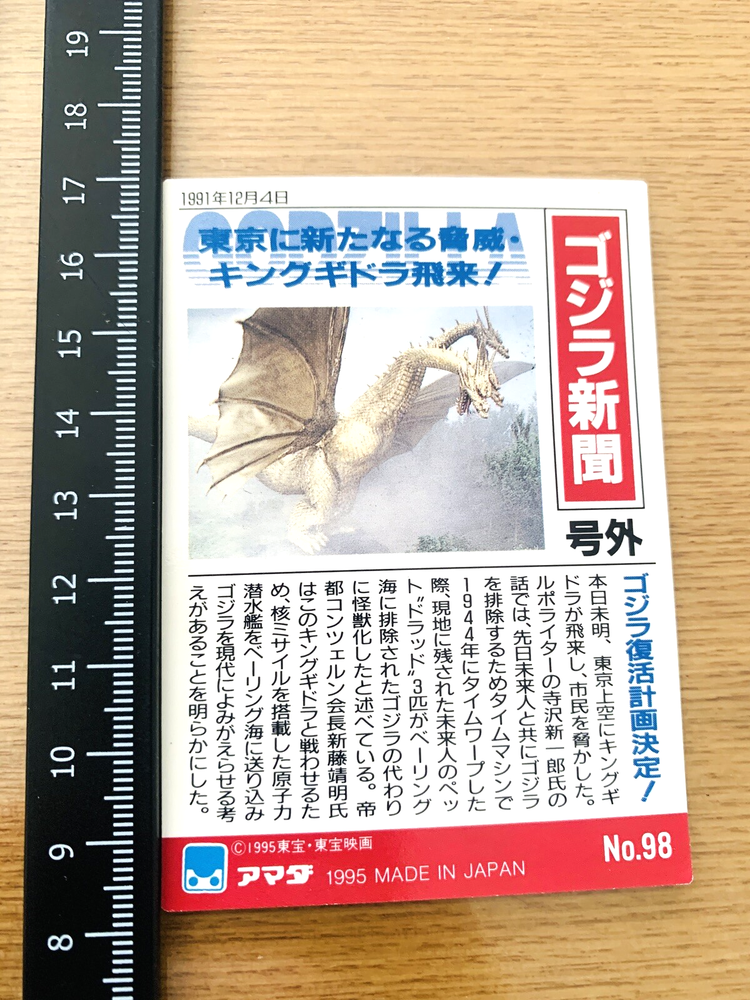 19
18
17
16
15
14
13
12
11
10
9
8
1991年12月4日
GODZILLA
東京に新たなる脅威・
キングギドラ飛来！
ゴジラ新聞
号外
ゴジラ復活計画決定！
本日未明、東京上空にキングギ
ドラが飛来し、市民を脅かした。
ルポライターの寺沢新一郎氏の
話では、先日未来人と共にゴジラ
を排除するためタイムマシンで
1944年にタイムワープした
際、現地に残された未来人のペッ
ト"ドラッド"3匹がベーリング
海に排除されたゴジラの代わり
に怪獣化したと述べている。帝
都コンツェルン会長新藤靖明氏
はこのキングギドラと戦わせるた
め、核ミサイルを搭載した原子力
潜水艦をベーリング海に送り込み
ゴジラを現代によみがえらせる考
えがあることを明らかにした。
©1995東宝・東宝映画
アマダ 1995 MADE IN JAPAN
No.98